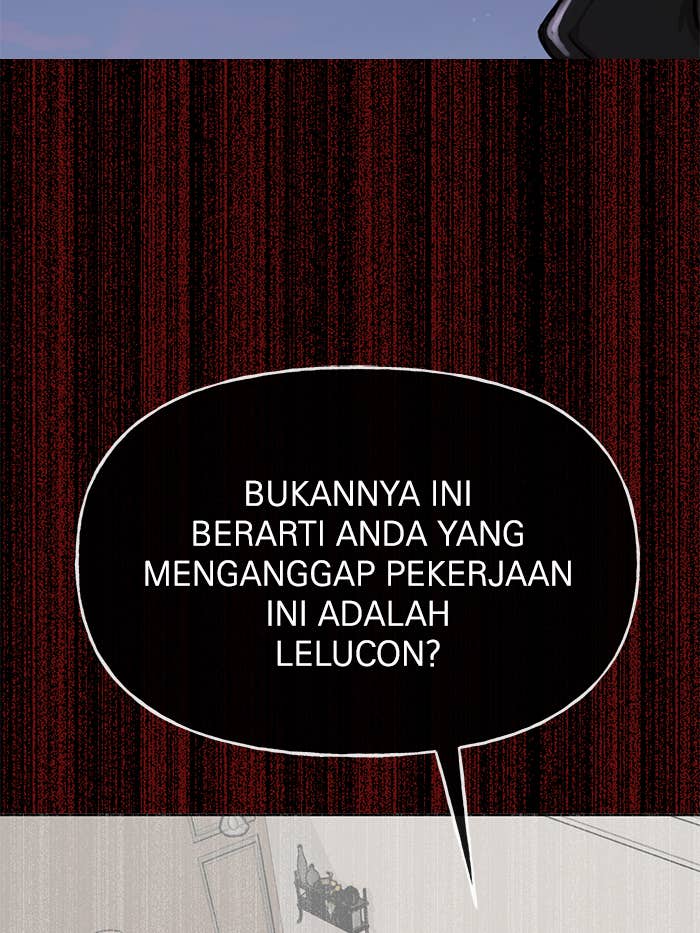 BUKANNYA INI
BERARTI ANDA YANG
MENGANGGAP PEKERJAAN
INI ADALAH
LELUCON?